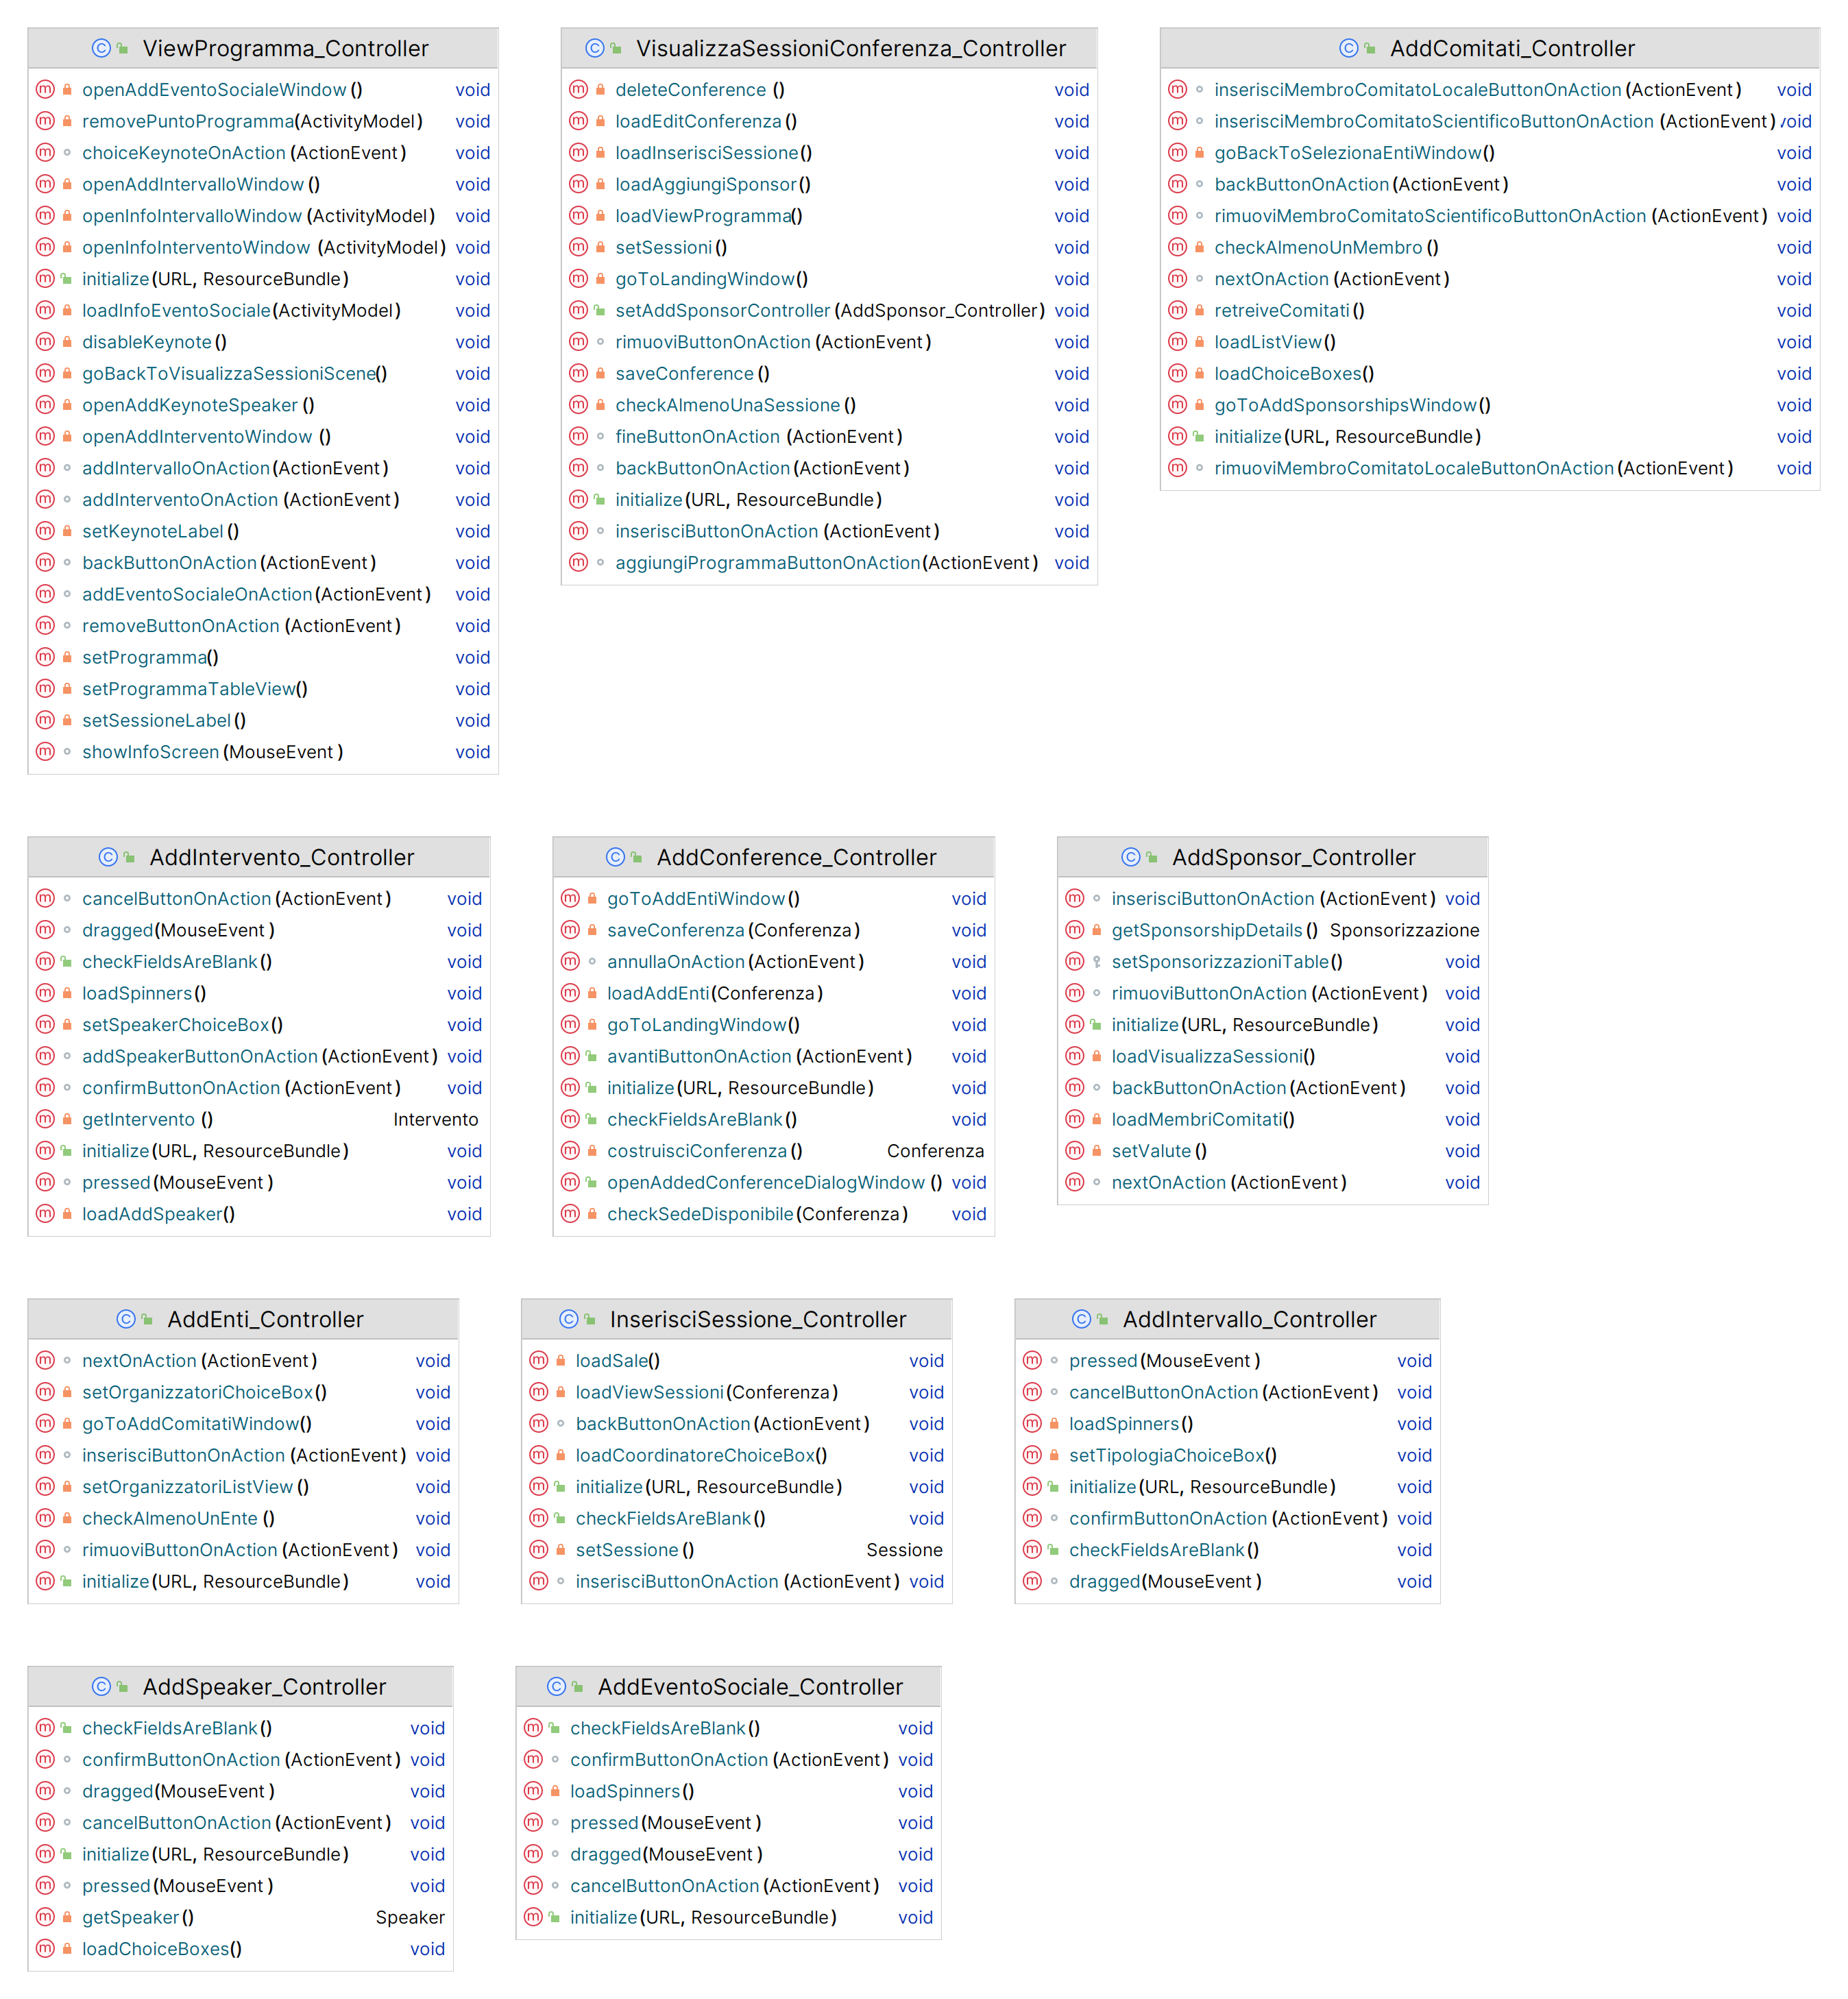 ViewProgramma_Controller
openAddEventoSocialeWindow () void
removePuntoProgramma(ActivityModel) void
choiceKeynoteOnAction (ActionEvent) void
openAddIntervalloWindow () void
openInfoIntervalloWindow (ActivityModel) void
openInfoInterventoWindow (ActivityModel) void
initialize(URL, ResourceBundle) void
loadInfoEventoSociale(ActivityModel) void
disableKeynote () void
goBackToVisualizzaSessioniScene() void
openAddKeynoteSpeaker () void
openAddInterventoWindow () void
addIntervalloOnAction (ActionEvent) void
addInterventoOnAction (ActionEvent) void
setKeynoteLabel () void
backButtonOnAction (ActionEvent) void
addEventoSocialeOnAction (ActionEvent) void
removeButtonOnAction (ActionEvent) void
setProgramma() void
setProgrammaTableView() void
setSessioneLabel () void
showInfoScreen (MouseEvent) void
VisualizzaSessioniConferenza_Controller
deleteConference () void
loadEditConferenza () void
loadInserisciSessione() void
loadAggiungiSponsor() void
loadViewProgramma() void
setSessioni () void
goToLandingWindow() void
setAddSponsorController (AddSponsor_Controller) void
rimuoviButtonOnAction (ActionEvent) void
saveConference () void
checkAlmenoUnaSessione () void
fineButtonOnAction (ActionEvent) void
backButtonOnAction (ActionEvent) void
initialize(URL, ResourceBundle) void
inserisciButtonOnAction (ActionEvent) void
aggiungiProgrammaButtonOnAction(ActionEvent) void
AddComitati_Controller
inserisciMembroComitatoLocaleButtonOnAction (ActionEvent) void
inserisciMembroComitatoScientificoButtonOnAction (ActionEvent) void
goBackToSelezionaEntiWindow() void
backButtonOnAction (ActionEvent) void
rimuoviMembroComitatoScientificoButtonOnAction (ActionEvent) void
checkAlmenoUnMembro () void
nextOnAction (ActionEvent) void
retreiveComitati () void
loadListView() void
loadChoiceBoxes() void
goToAddSponsorshipsWindow() void
initialize(URL, ResourceBundle) void
rimuoviMembroComitatoLocaleButtonOnAction (ActionEvent) void
AddIntervento_Controller
cancelButtonOnAction (ActionEvent) void
dragged(MouseEvent) void
checkFieldsAreBlank() void
loadSpinners() void
setSpeakerChoiceBox() void
addSpeakerButtonOnAction (ActionEvent) void
confirmButtonOnAction (ActionEvent) void
getIntervento () Intervento
initialize(URL, ResourceBundle) void
pressed(MouseEvent) void
loadAddSpeaker() void
AddConference_Controller
goToAddEntiWindow() void
saveConferenza (Conferenza) void
annullaOnAction (ActionEvent) void
loadAddEnti(Conferenza) void
goToLandingWindow() void
avantiButtonOnAction (ActionEvent) void
initialize(URL, ResourceBundle) void
checkFieldsAreBlank() void
costruisciConferenza () Conferenza
openAddedConferenceDialogWindow () void
checkSedeDisponibile(Conferenza) void
AddSponsor_Controller
inserisciButtonOnAction (ActionEvent) void
getSponsorshipDetails () Sponsorizzazione
setSponsorizzazioniTable() void
rimuoviButtonOnAction (ActionEvent) void
initialize(URL, ResourceBundle) void
loadVisualizzaSessioni() void
backButtonOnAction (ActionEvent) void
loadMembriComitati() void
setValute () void
nextOnAction (ActionEvent) void
AddEnti_Controller
nextOnAction (ActionEvent) void
setOrganizzatoriChoiceBox() void
goToAddComitatiWindow() void
inserisciButtonOnAction (ActionEvent) void
setOrganizzatoriListView () void
checkAlmenoUnEnte () void
rimuoviButtonOnAction (ActionEvent) void
initialize(URL, ResourceBundle) void
InserisciSessione_Controller
loadSale() void
loadViewSessioni(Conferenza) void
backButtonOnAction (ActionEvent) void
loadCoordinatoreChoiceBox() void
initialize(URL, ResourceBundle) void
checkFieldsAreBlank() void
setSessione () Sessione
inserisciButtonOnAction (ActionEvent) void
AddIntervallo_Controller
pressed(MouseEvent) void
cancelButtonOnAction (ActionEvent) void
loadSpinners() void
setTipologiaChoiceBox() void
initialize(URL, ResourceBundle) void
confirmButtonOnAction (ActionEvent) void
checkFieldsAreBlank() void
dragged(MouseEvent) void
AddSpeaker_Controller
checkFieldsAreBlank() void
confirmButtonOnAction (ActionEvent) void
dragged(MouseEvent) void
cancelButtonOnAction (ActionEvent) void
initialize(URL, ResourceBundle) void
pressed(MouseEvent) void
getSpeaker () Speaker
loadChoiceBoxes() void
AddEventoSociale_Controller
checkFieldsAreBlank() void
confirmButtonOnAction (ActionEvent) void
loadSpinners() void
pressed(MouseEvent) void
dragged(MouseEvent) void
cancelButtonOnAction (ActionEvent) void
initialize(URL, ResourceBundle) void